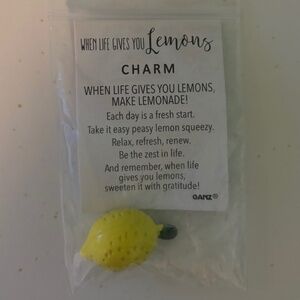 WHEN LIFE GIVES YOU Lemons
CHARM
WHEN LIFE GIVES YOU LEMONS,
MAKE LEMONADE!
Each day is a fresh start.
Take it easy peasy lemon squeezy.
Relax, refresh, renew.
Be the zest in life.
And remember, when life
gives you lemons,
sweeten it with gratitude!
GANZ®